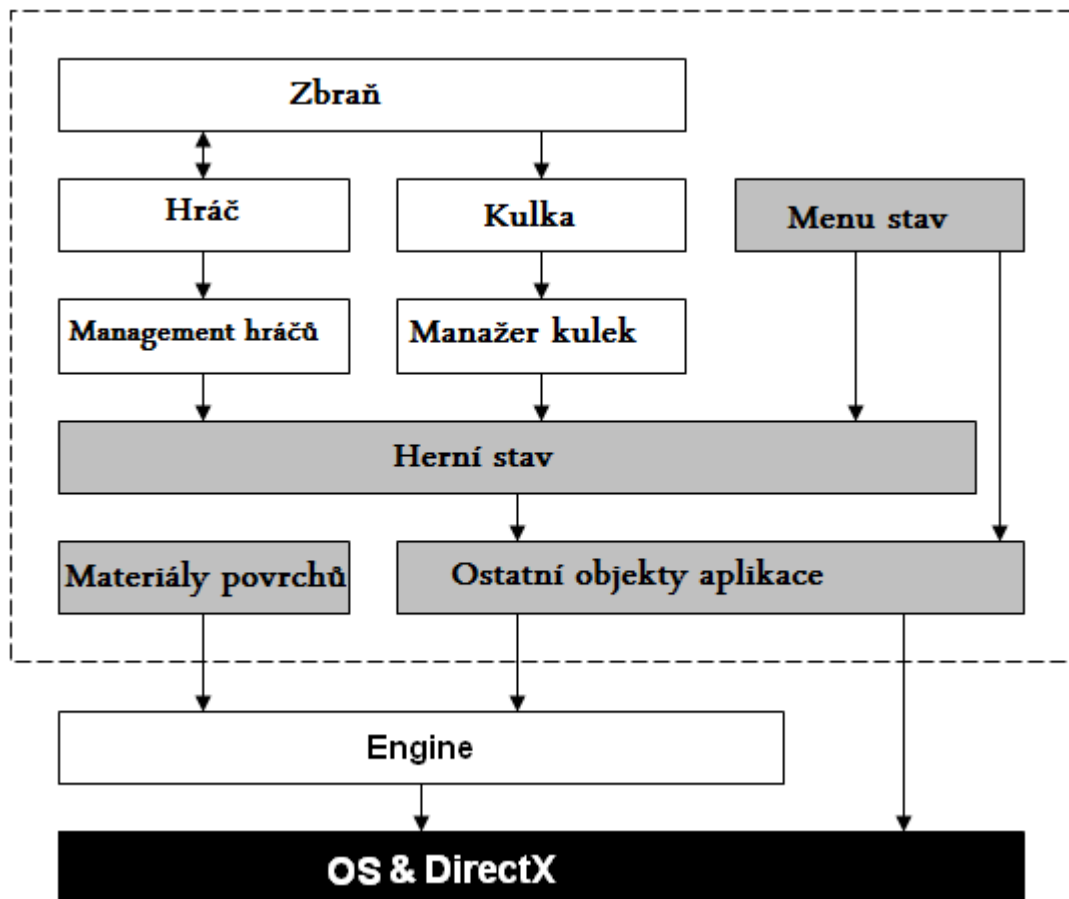 Zbraň
Hráč
Kulka
Menu stav
Management hráčů
Manažer kulek
Herní stav
Materiály povrchů
Ostatní objekty aplikace
Engine
OS & DirectX